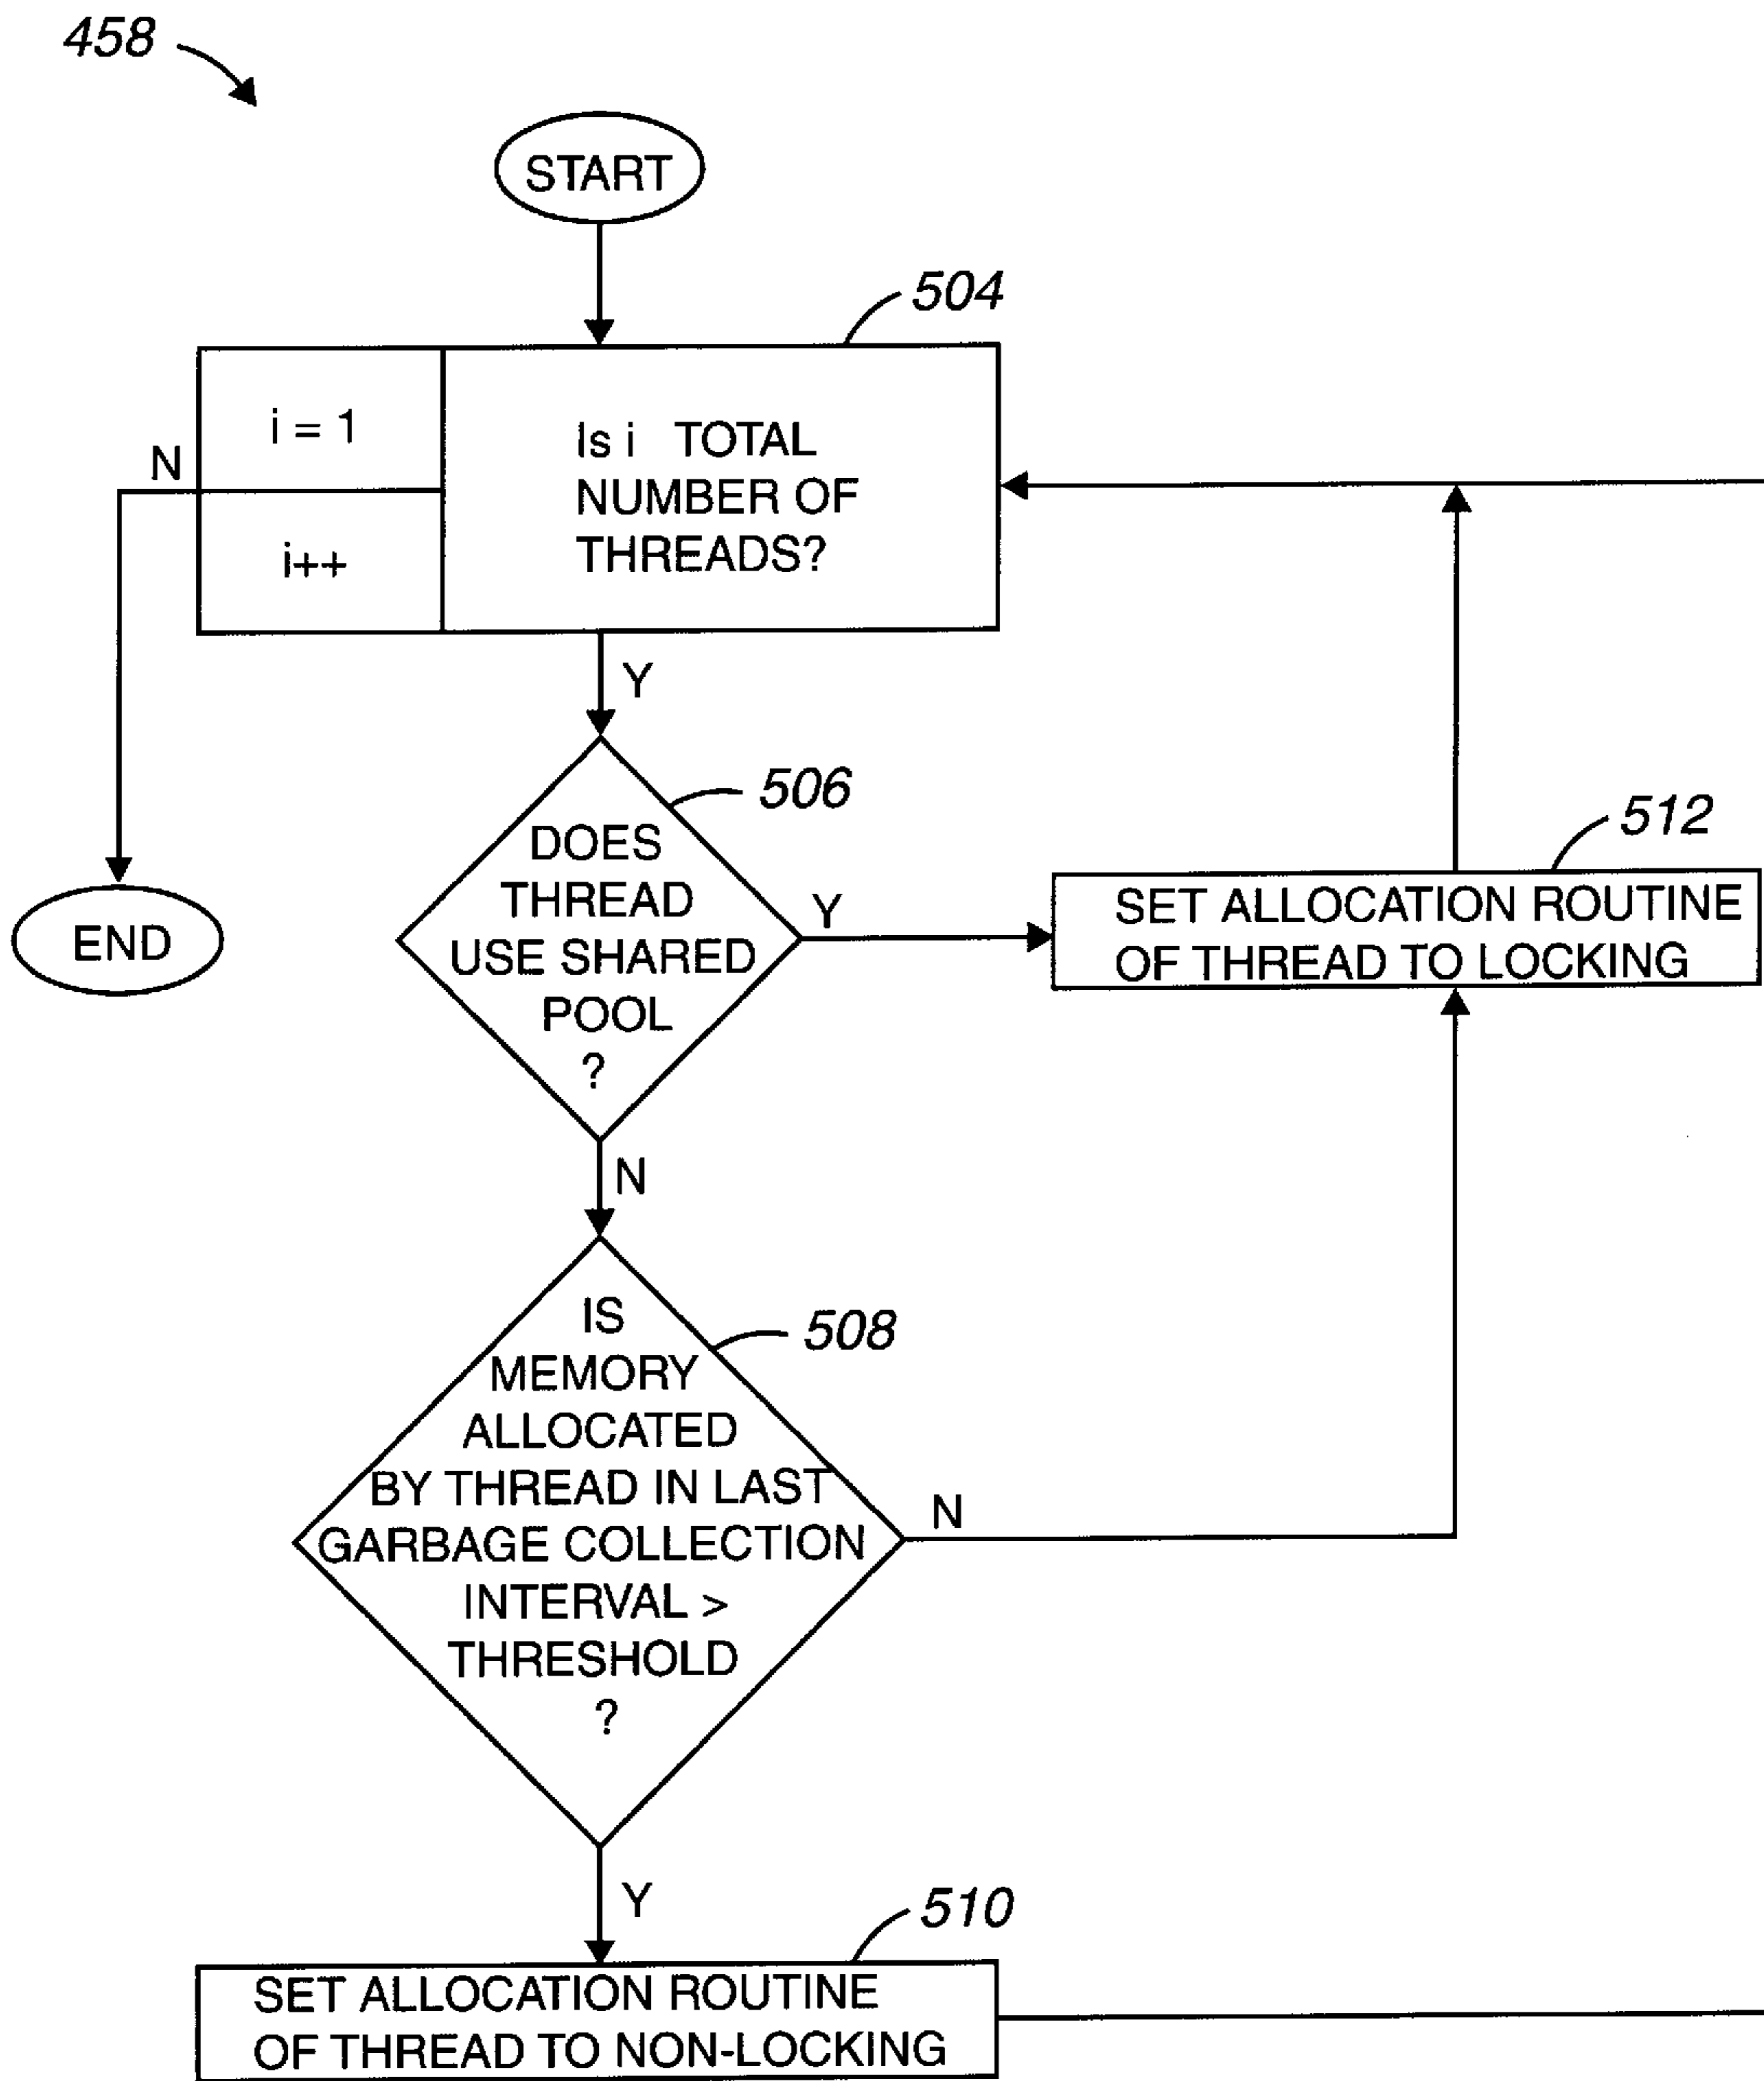 458
START
504
i = 1
Is i TOTAL
NUMBER OF
THREADS?
N
i++
Y
506
DOES
THREAD
USE SHARED
POOL
?
Y
512
SET ALLOCATION ROUTINE
OF THREAD TO LOCKING
END
N
IS
MEMORY
ALLOCATED
BY THREAD IN LAST
GARBAGE COLLECTION
INTERVAL >
THRESHOLD
?
508
N
Y
510
SET ALLOCATION ROUTINE
OF THREAD TO NON-LOCKING